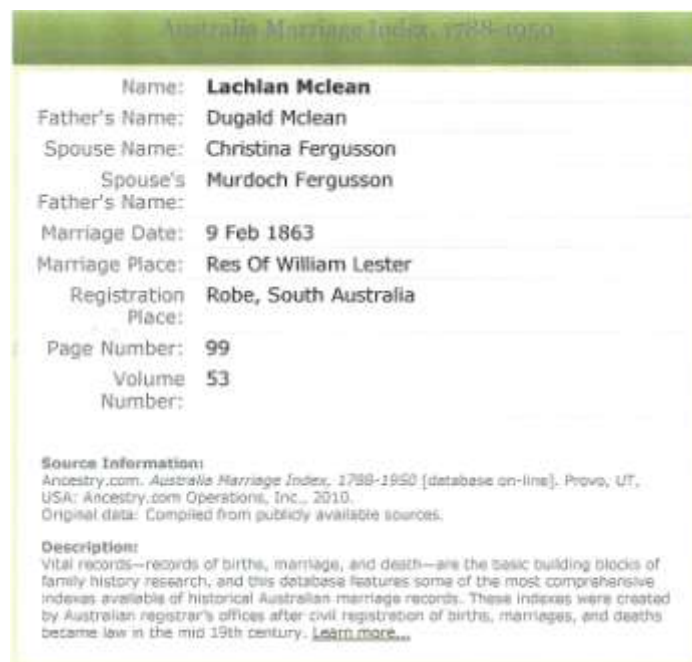 Australia Marriage Index, 1788-1950
Name: Lachlan Mclean
Father's Name: Dugald Mclean
Spouse Name: Christina Fergusson
Spouse's Murdoch Fergusson
Father's Name:
Marriage Date: 9 Feb 1863
Marriage Place: Res Of William Lester
Registration Robe, South Australia
Place:
Page Number: 99
Volume 53
Number:
Source Information:
Ancestry.com. Australia Marriage Index, 1788-1950 [database on-line]. Provo, UT,
USA: Ancestry.com Operations, Inc., 2010.
Original data: Compiled from publicly available sources.
Description:
Vital records—records of births, marriage, and death—are the basic building blocks of
family history research, and this database features some of the most comprehensive
indexes available of historical Australian marriage records. These indexes were created
by Australian registrar's offices after civil registration of births, marriages, and deaths
became law in the mid 19th century. Learn more...